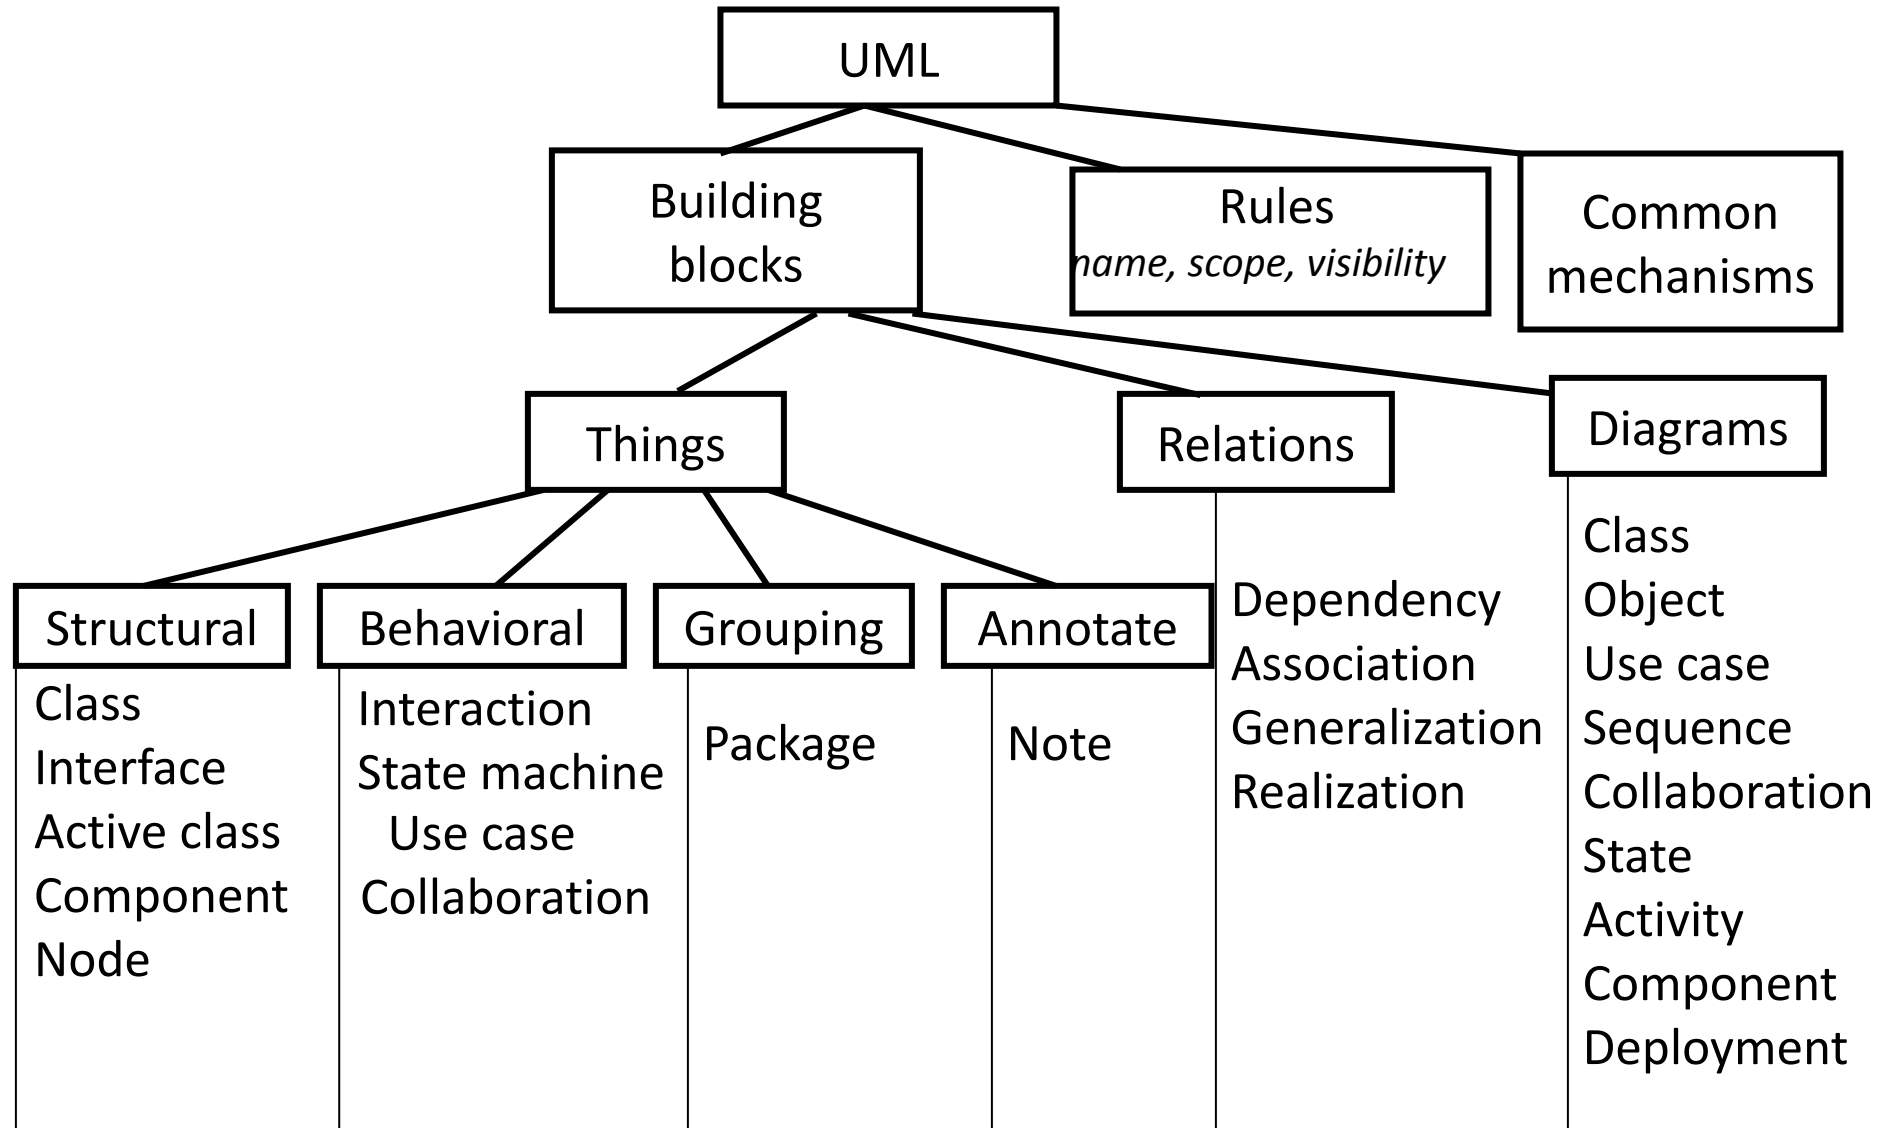 UML
Building
blocks
Rules
name, scope, visibility
Common
mechanisms
Things
Relations
Diagrams
Structural
Class
Interface
Active class
Component
Node
Behavioral
Interaction
State machine
Use case
Collaboration
Grouping
Package
Annotate
Note
Dependency
Association
Generalization
Realization
Class
Object
Use case
Sequence
Collaboration
State
Activity
Component
Deployment